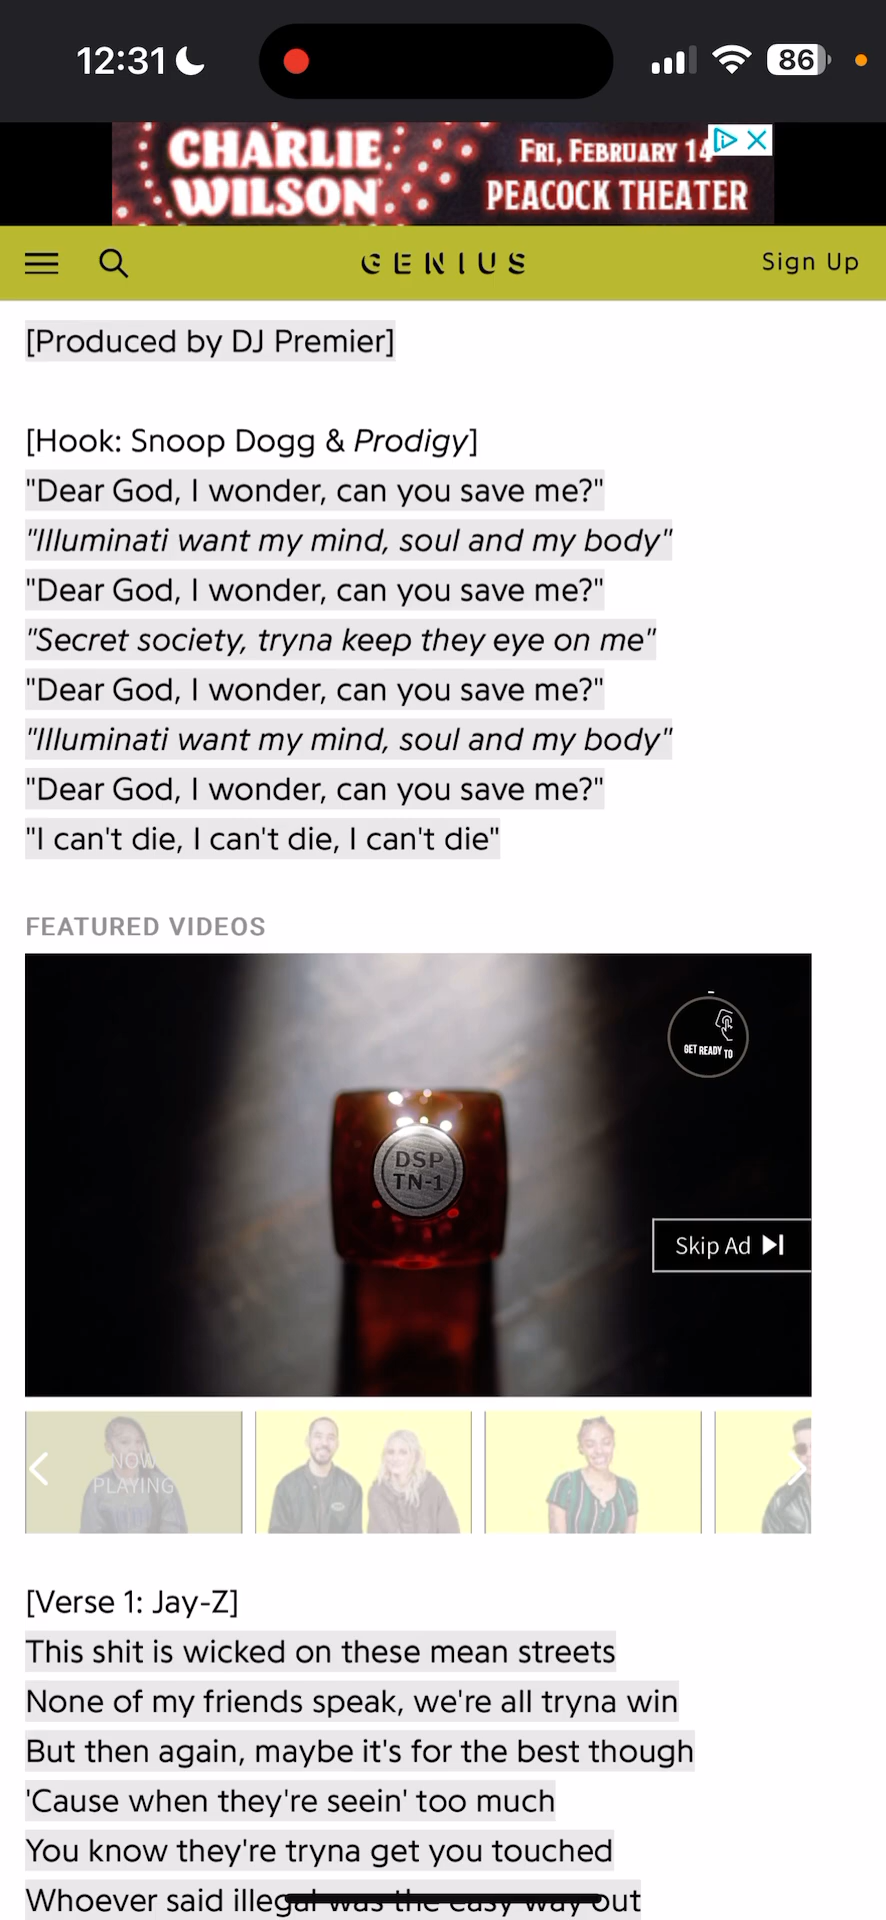 12:31
86
CHARLIE
WILSON
FRI, FEBRUARY 14
PEACOCK THEATER
GENIUS
Sign Up
[Produced by DJ Premier]
[Hook: Snoop Dogg & Prodigy]
"Dear God, I wonder, can you save me?"
"Illuminati want my mind, soul and my body"
"Dear God, I wonder, can you save me?"
"Secret society, tryna keep they eye on me"
"Dear God, I wonder, can you save me?"
"Illuminati want my mind, soul and my body"
"Dear God, I wonder, can you save me?"
"I can't die, I can't die, I can't die"
FEATURED VIDEOS
GET READY TO
DSP
TN-1
Skip Ad
NOW
PLAYING
[Verse 1: Jay-Z]
This shit is wicked on these mean streets
None of my friends speak, we're all tryna win
But then again, maybe it's for the best though
'Cause when they're seein' too much
You know they're tryna get you touched
Whoever said illegal was the easy way out